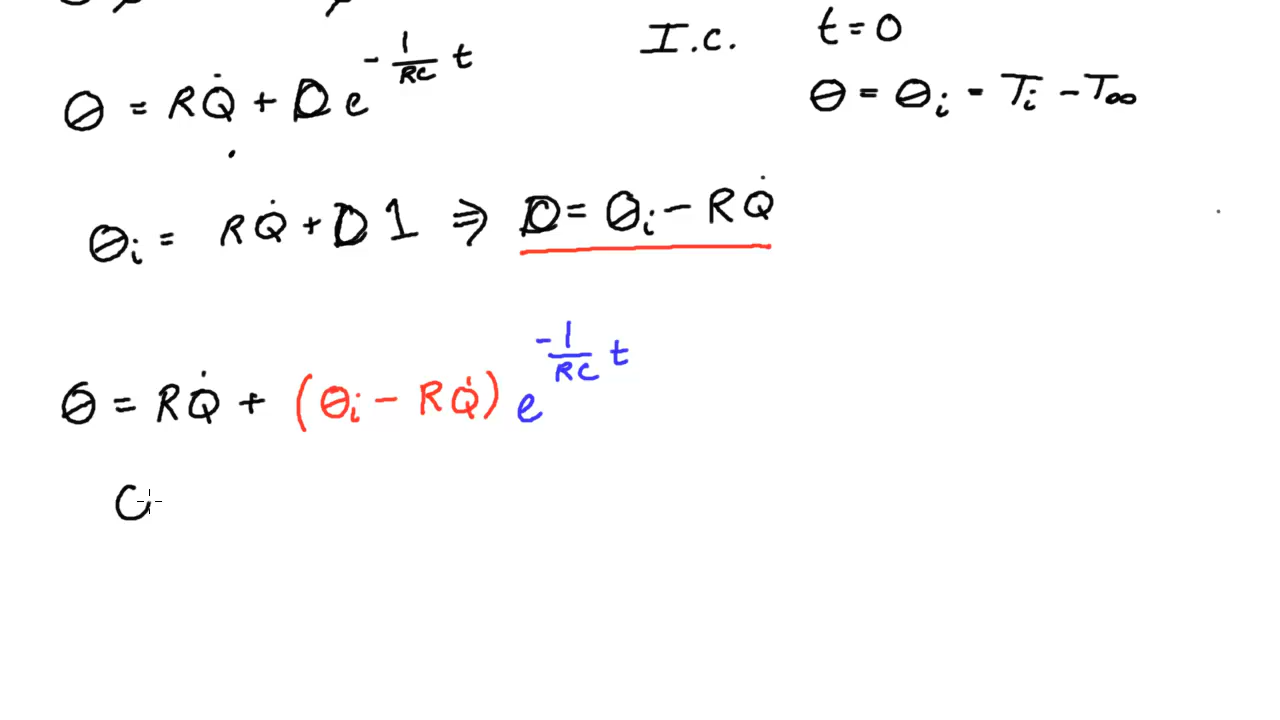 θ = RQ̇ + D e^(-1/RC t)
I.c. t = 0
θ = θi = Ti - T∞
θi = RQ̇ + D 1 ⇒ D = θi - RQ̇
θ = RQ̇ + (θi - RQ̇) e^(-1/RC t)